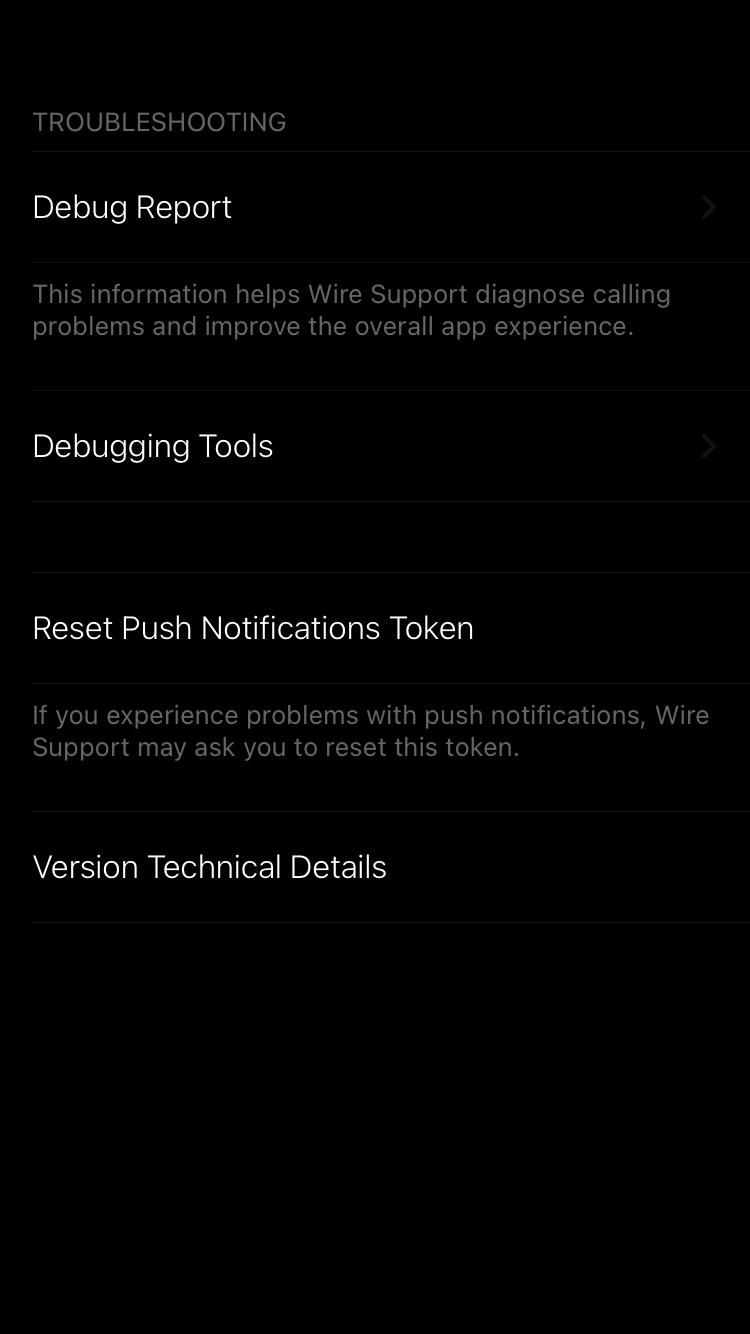 TROUBLESHOOTING
Debug Report
This information helps Wire Support diagnose calling
problems and improve the overall app experience.
Debugging Tools
Reset Push Notifications Token
If you experience problems with push notifications, Wire
Support may ask you to reset this token.
Version Technical Details